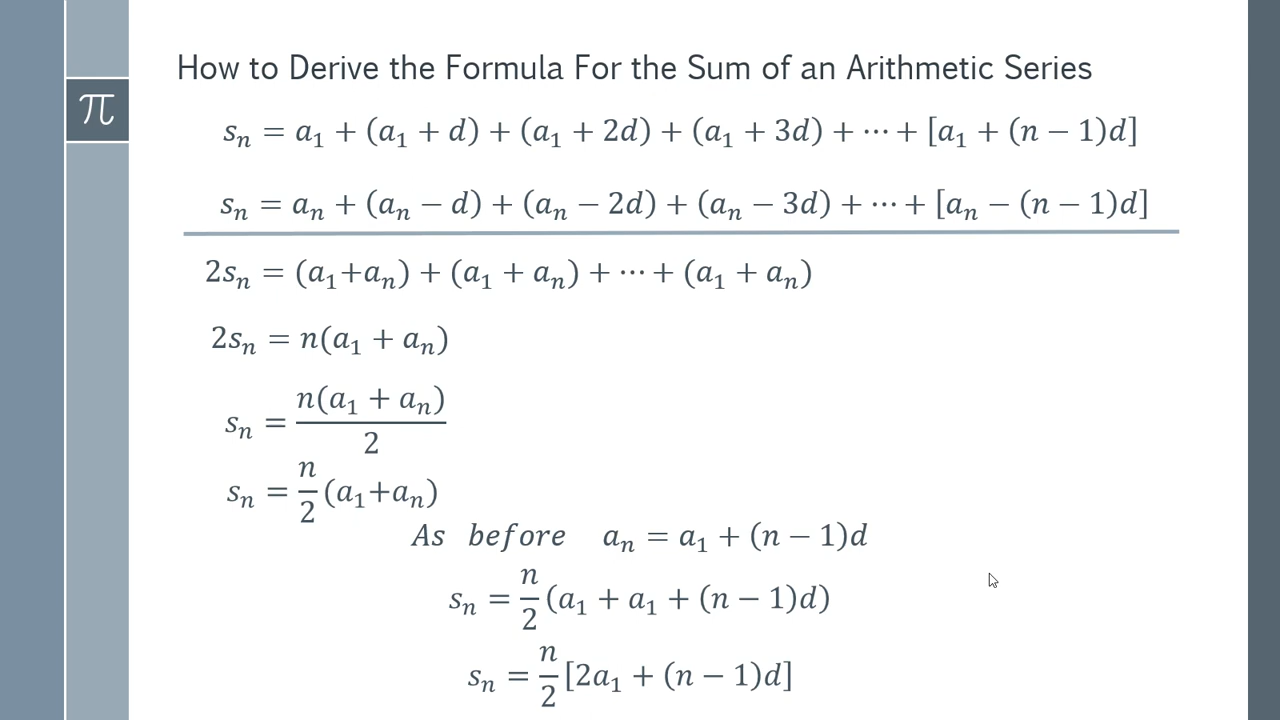 π
How to Derive the Formula For the Sum of an Arithmetic Series
sₙ = a₁ + (a₁ + d) + (a₁ + 2d) + (a₁ + 3d) + ⋯ + [a₁ + (n − 1)d]
sₙ = aₙ + (aₙ − d) + (aₙ − 2d) + (aₙ − 3d) + ⋯ + [aₙ − (n − 1)d]
2sₙ = (a₁+aₙ) + (a₁ + aₙ) + ⋯ + (a₁ + aₙ)
2sₙ = n(a₁ + aₙ)
sₙ = n(a₁ + aₙ)/2
sₙ = n/2 (a₁+aₙ)
As before aₙ = a₁ + (n − 1)d
sₙ = n/2 (a₁ + a₁ + (n − 1)d)
sₙ = n/2 [2a₁ + (n − 1)d]